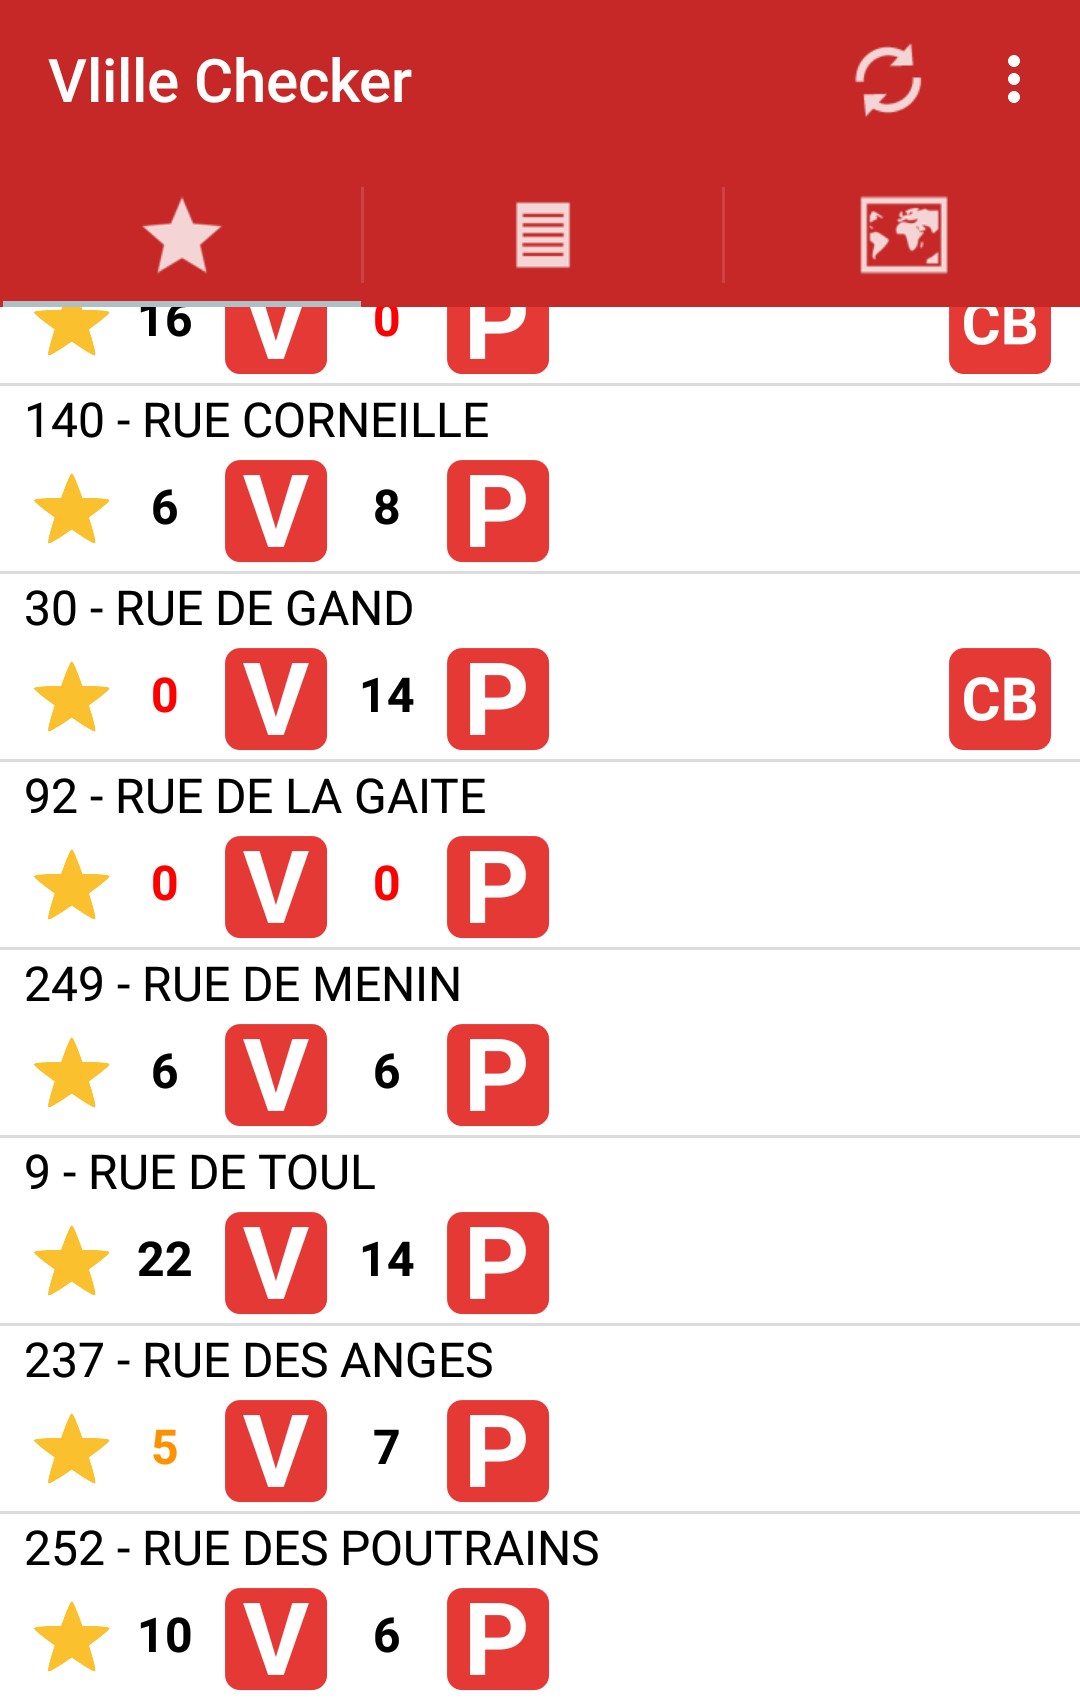 Vlille Checker
16 V 0 P CB
140 - RUE CORNEILLE
6 V 8 P
30 - RUE DE GAND
0 V 14 P CB
92 - RUE DE LA GAITE
0 V 0 P
249 - RUE DE MENIN
6 V 6 P
9 - RUE DE TOUL
22 V 14 P
237 - RUE DES ANGES
5 V 7 P
252 - RUE DES POUTRAINS
10 V 6 P